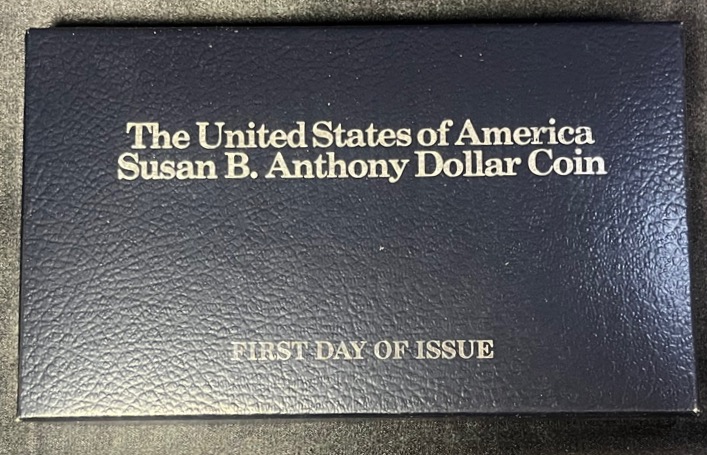 The United States of America
Susan B. Anthony Dollar Coin
FIRST DAY OF ISSUE